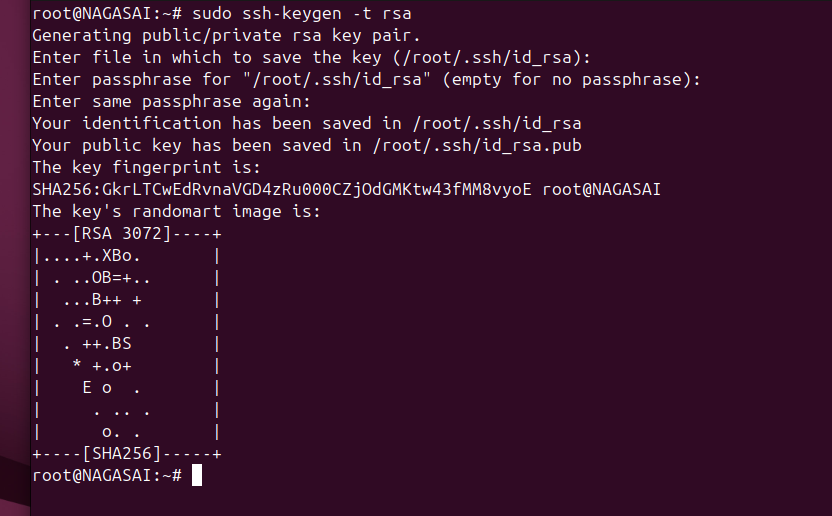 root@NAGASAI:~# sudo ssh-keygen -t rsa
Generating public/private rsa key pair.
Enter file in which to save the key (/root/.ssh/id_rsa):
Enter passphrase for "/root/.ssh/id_rsa" (empty for no passphrase):
Enter same passphrase again:
Your identification has been saved in /root/.ssh/id_rsa
Your public key has been saved in /root/.ssh/id_rsa.pub
The key fingerprint is:
SHA256:GkrLTCwEdRvnaVGD4zRu000CZjOdGMKtw43fMM8vyoE root@NAGASAI
The key's randomart image is:
+---[RSA 3072]----+
|....+.XBo.       |
| . ..OB=+..      |
|  ...B++ +       |
| . .=.O . .      |
|  . ++.BS        |
|   * +.o+        |
|    E o  .       |
|     . .. .      |
|      o. .       |
+----[SHA256]-----+
root@NAGASAI:~#